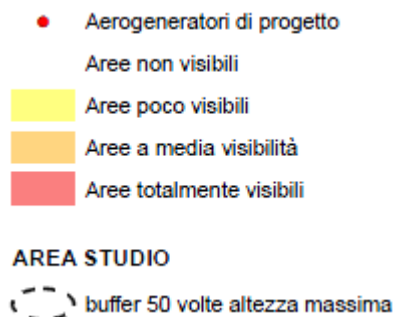 Aerogeneratori di progetto
Aree non visibili
Aree poco visibili
Aree a media visibilità
Aree totalmente visibili
AREA STUDIO
buffer 50 volte altezza massima